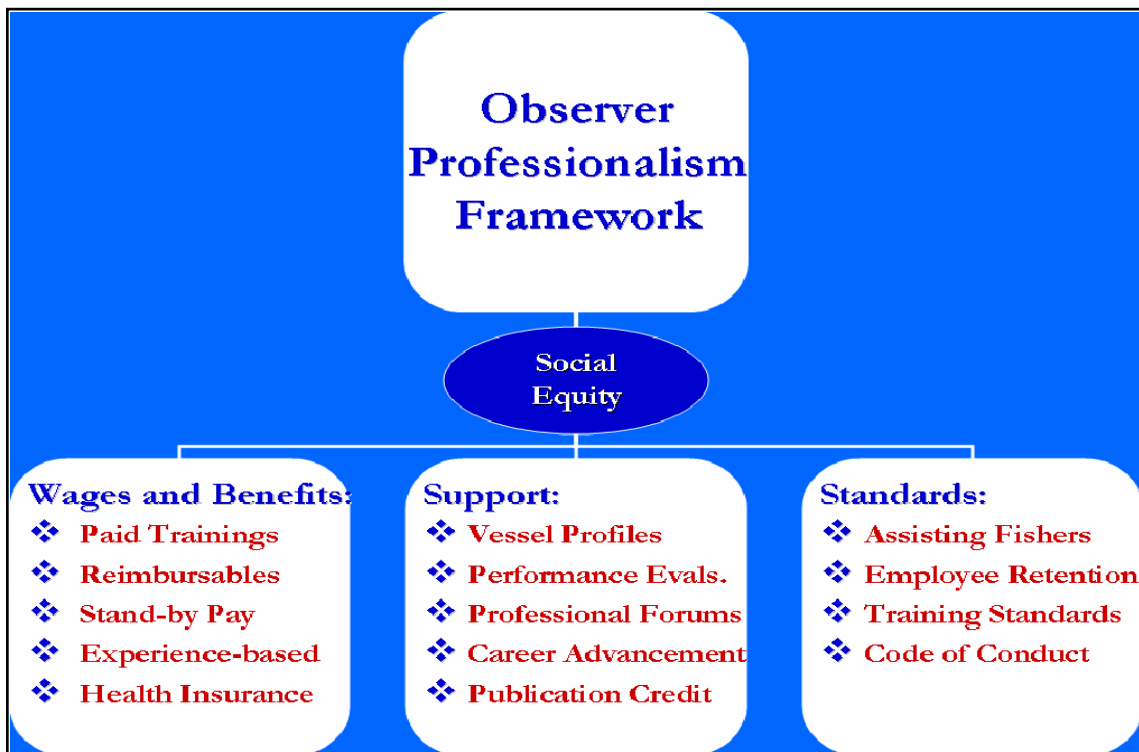 Observer
Professionalism
Framework
Social
Equity
Wages and Benefits:
Paid Trainings
Reimbursables
Stand-by Pay
Experience-based
Health Insurance
Support:
Vessel Profiles
Performance Evals.
Professional Forums
Career Advancement
Publication Credit
Standards:
Assisting Fishers
Employee Retention
Training Standards
Code of Conduct